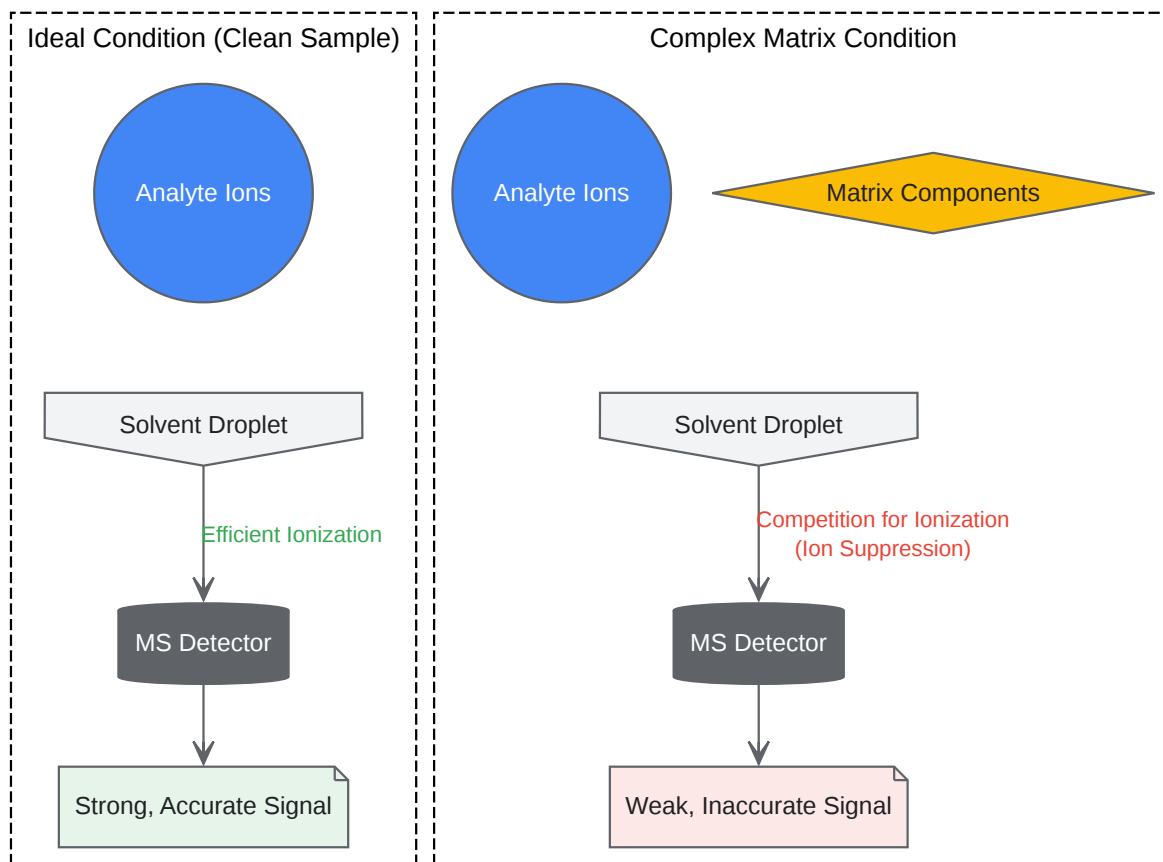 Ideal Condition (Clean Sample)
Analyte Ions
Solvent Droplet
Efficient Ionization
MS Detector
Strong, Accurate Signal
Complex Matrix Condition
Analyte Ions
Matrix Components
Solvent Droplet
Competition for Ionization
(Ion Suppression)
MS Detector
Weak, Inaccurate Signal